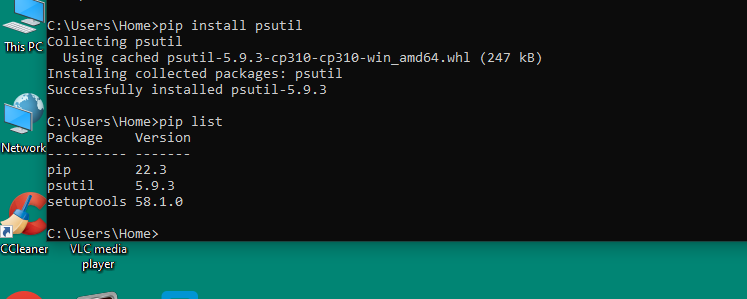 C:\Users\Home>pip install psutil
Collecting psutil
  Using cached psutil-5.9.3-cp310-cp310-win_amd64.whl (247 kB)
Installing collected packages: psutil
Successfully installed psutil-5.9.3
C:\Users\Home>pip list
Package    Version
---------- -------
pip        22.3
psutil     5.9.3
setuptools 58.1.0
C:\Users\Home>
This PC
Network
CCleaner
VLC media
player